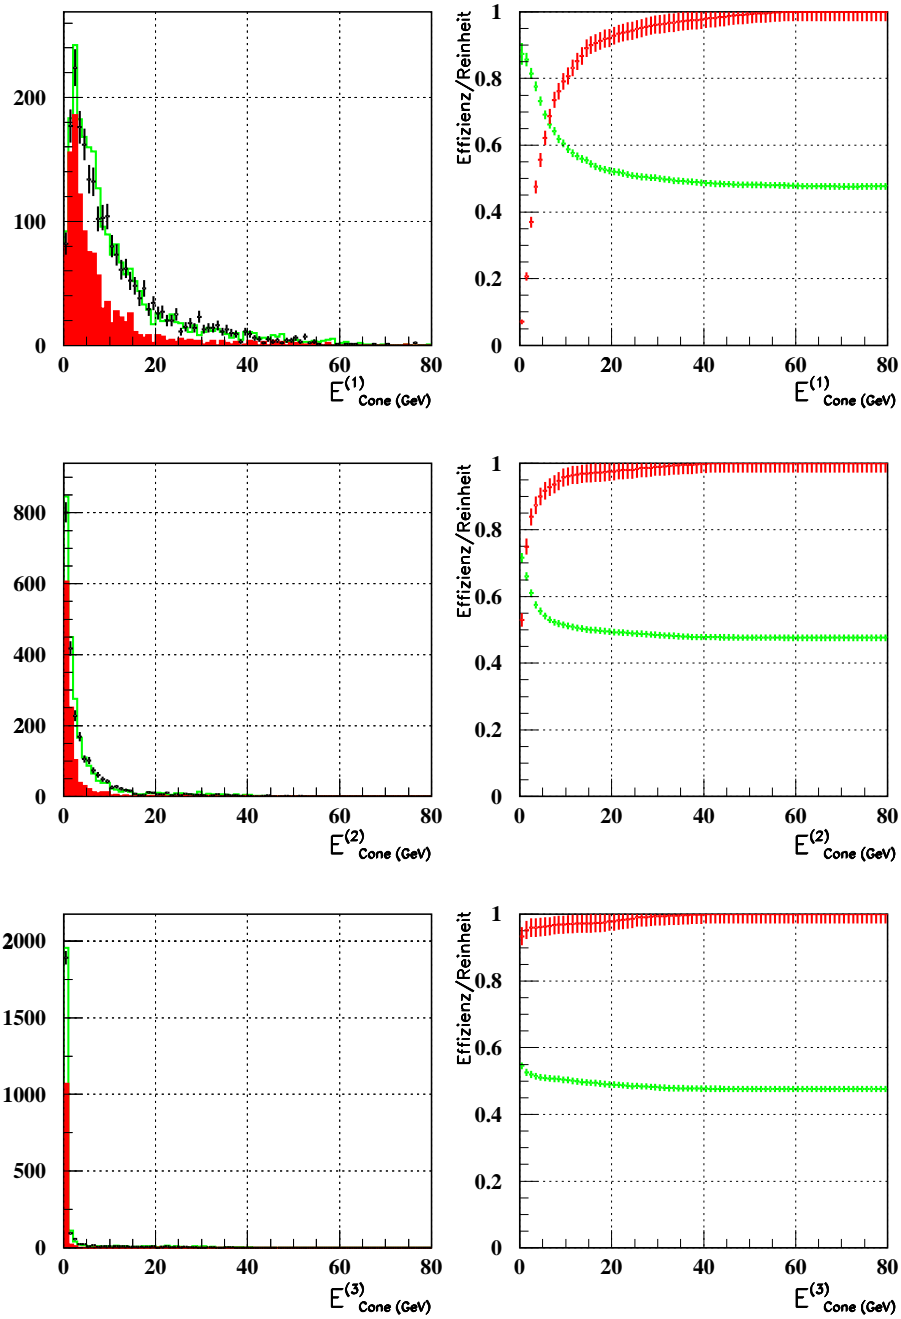 200
100
0
0 20 40 60 80
E(1)Cone (GeV)
Effizienz/Reinheit
1
0.8
0.6
0.4
0.2
0
0 20 40 60 80
E(1)Cone (GeV)
800
600
400
200
0
0 20 40 60 80
E(2)Cone (GeV)
Effizienz/Reinheit
1
0.8
0.6
0.4
0.2
0
0 20 40 60 80
E(2)Cone (GeV)
2000
1500
1000
500
0
0 20 40 60 80
E(3)Cone (GeV)
Effizienz/Reinheit
1
0.8
0.6
0.4
0.2
0
0 20 40 60 80
E(3)Cone (GeV)